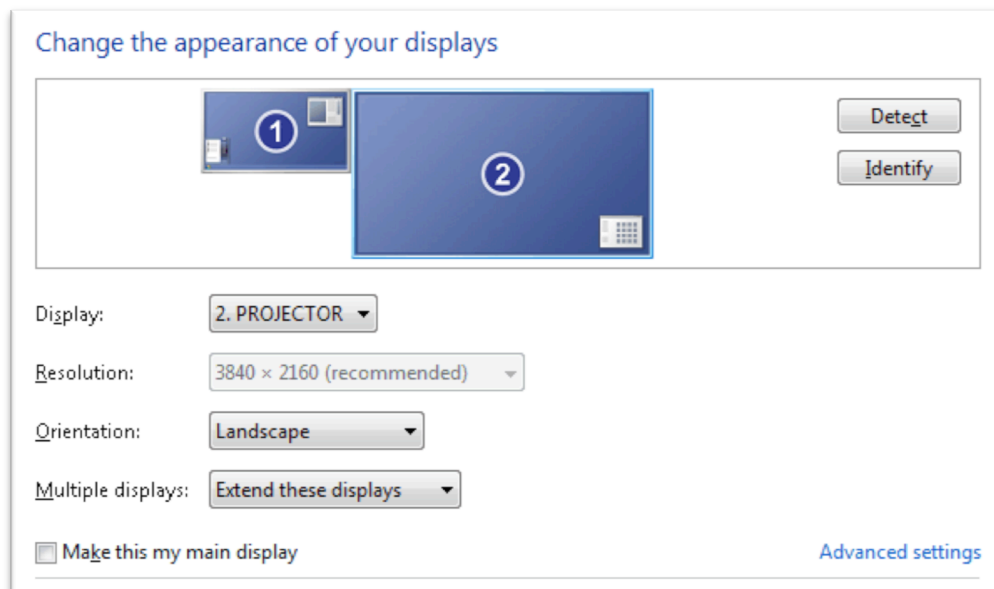 Change the appearance of your displays
1
2
Detect
Identify
Display: 2. PROJECTOR
Resolution: 3840 × 2160 (recommended)
Orientation: Landscape
Multiple displays: Extend these displays
Make this my main display Advanced settings